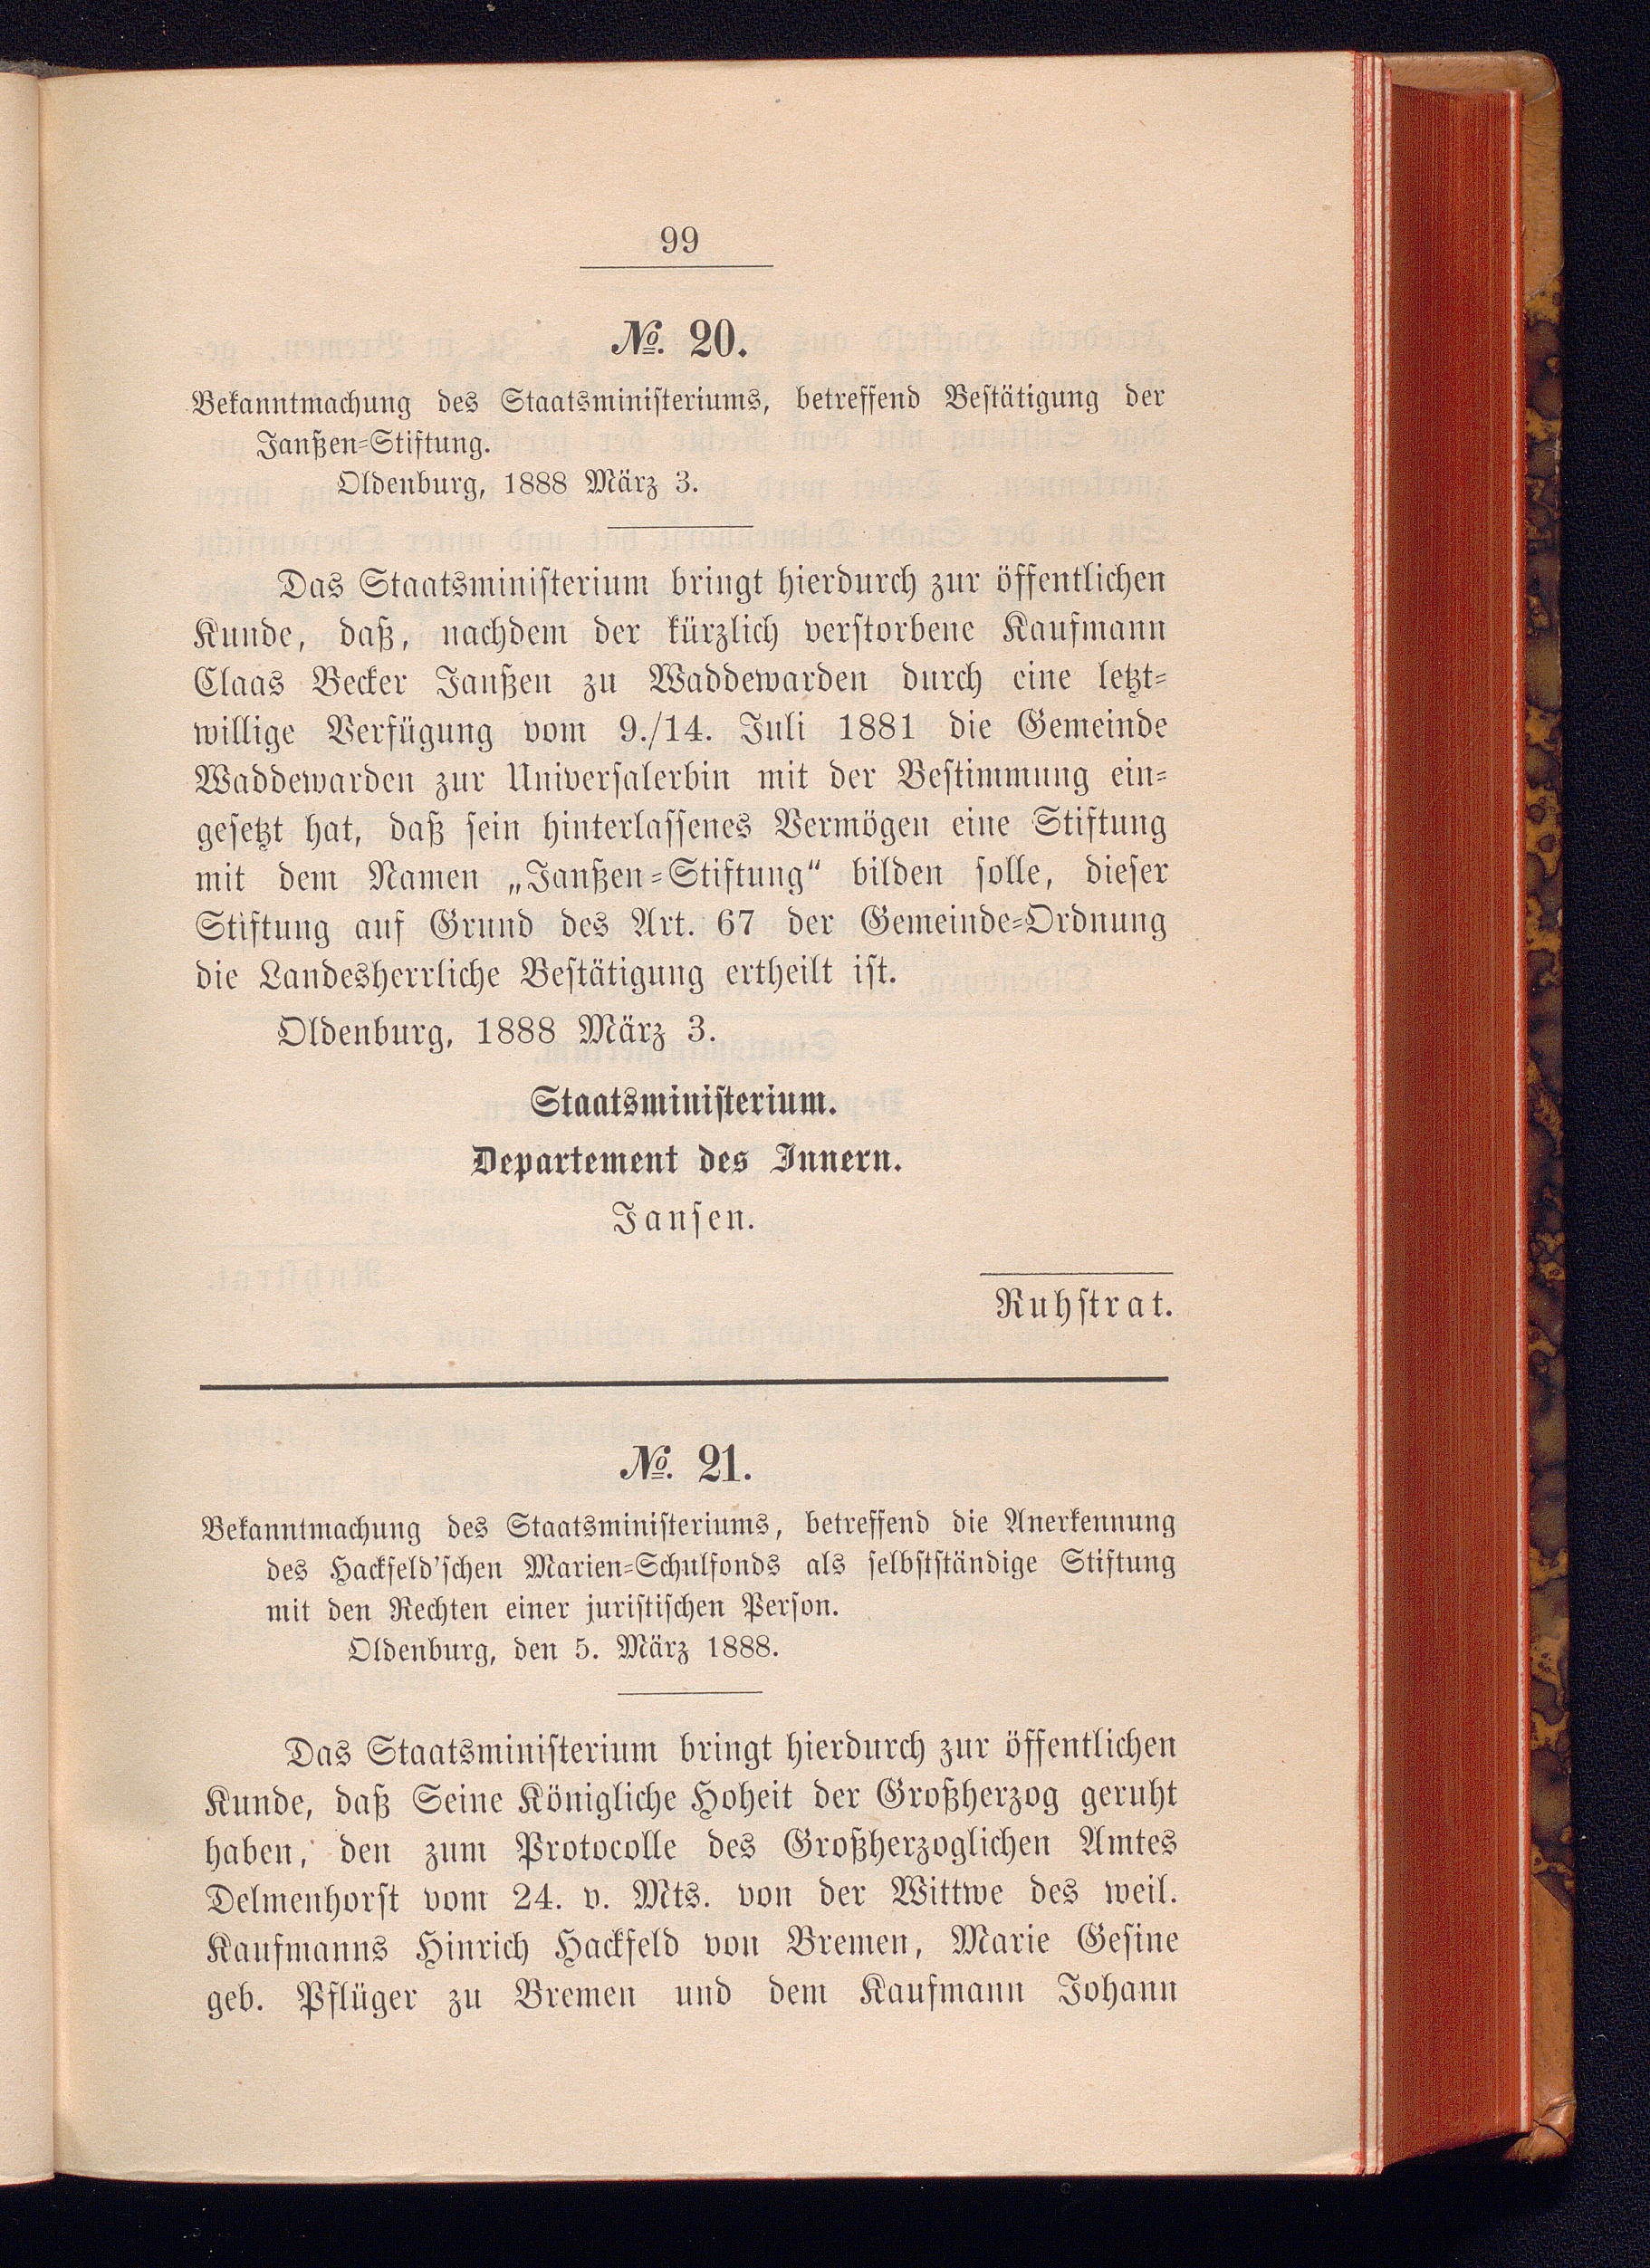 99
№. 20.
Bekanntmachung des Staatsministeriums, betreffend Bestätigung der
Janßen=Stiftung.
Oldenburg, 1888 März 3.
Das Staatsministerium bringt hierdurch zur öffentlichen
Kunde, daß, nachdem der kürzlich verstorbene Kaufmann
Claas Becker Janßen zu Waddewarden durch eine letzt=
willige Verfügung vom 9./14. Juli 1881 die Gemeinde
Waddewarden zur Universalerbin mit der Bestimmung ein=
gesetzt hat, daß sein hinterlassenes Vermögen eine Stiftung
mit dem Namen „Janßen=Stiftung“ bilden solle, dieser
Stiftung auf Grund des Art. 67 der Gemeinde=Ordnung
die Landesherrliche Bestätigung ertheilt ist.
Oldenburg, 1888 März 3.
Staatsministerium.
Departement des Innern.
Jansen.
Ruhstrat.
№. 21.
Bekanntmachung des Staatsministeriums, betreffend die Anerkennung
des Hackfeld’schen Marien=Schulfonds als selbstständige Stiftung
mit den Rechten einer juristischen Person.
Oldenburg, den 5. März 1888.
Das Staatsministerium bringt hierdurch zur öffentlichen
Kunde, daß Seine Königliche Hoheit der Großherzog geruht
haben, den zum Protocolle des Großherzoglichen Amtes
Delmenhorst vom 24. v. Mts. von der Wittwe des weil.
Kaufmanns Hinrich Hackfeld von Bremen, Marie Gesine
geb. Pflüger zu Bremen und dem Kaufmann Johann